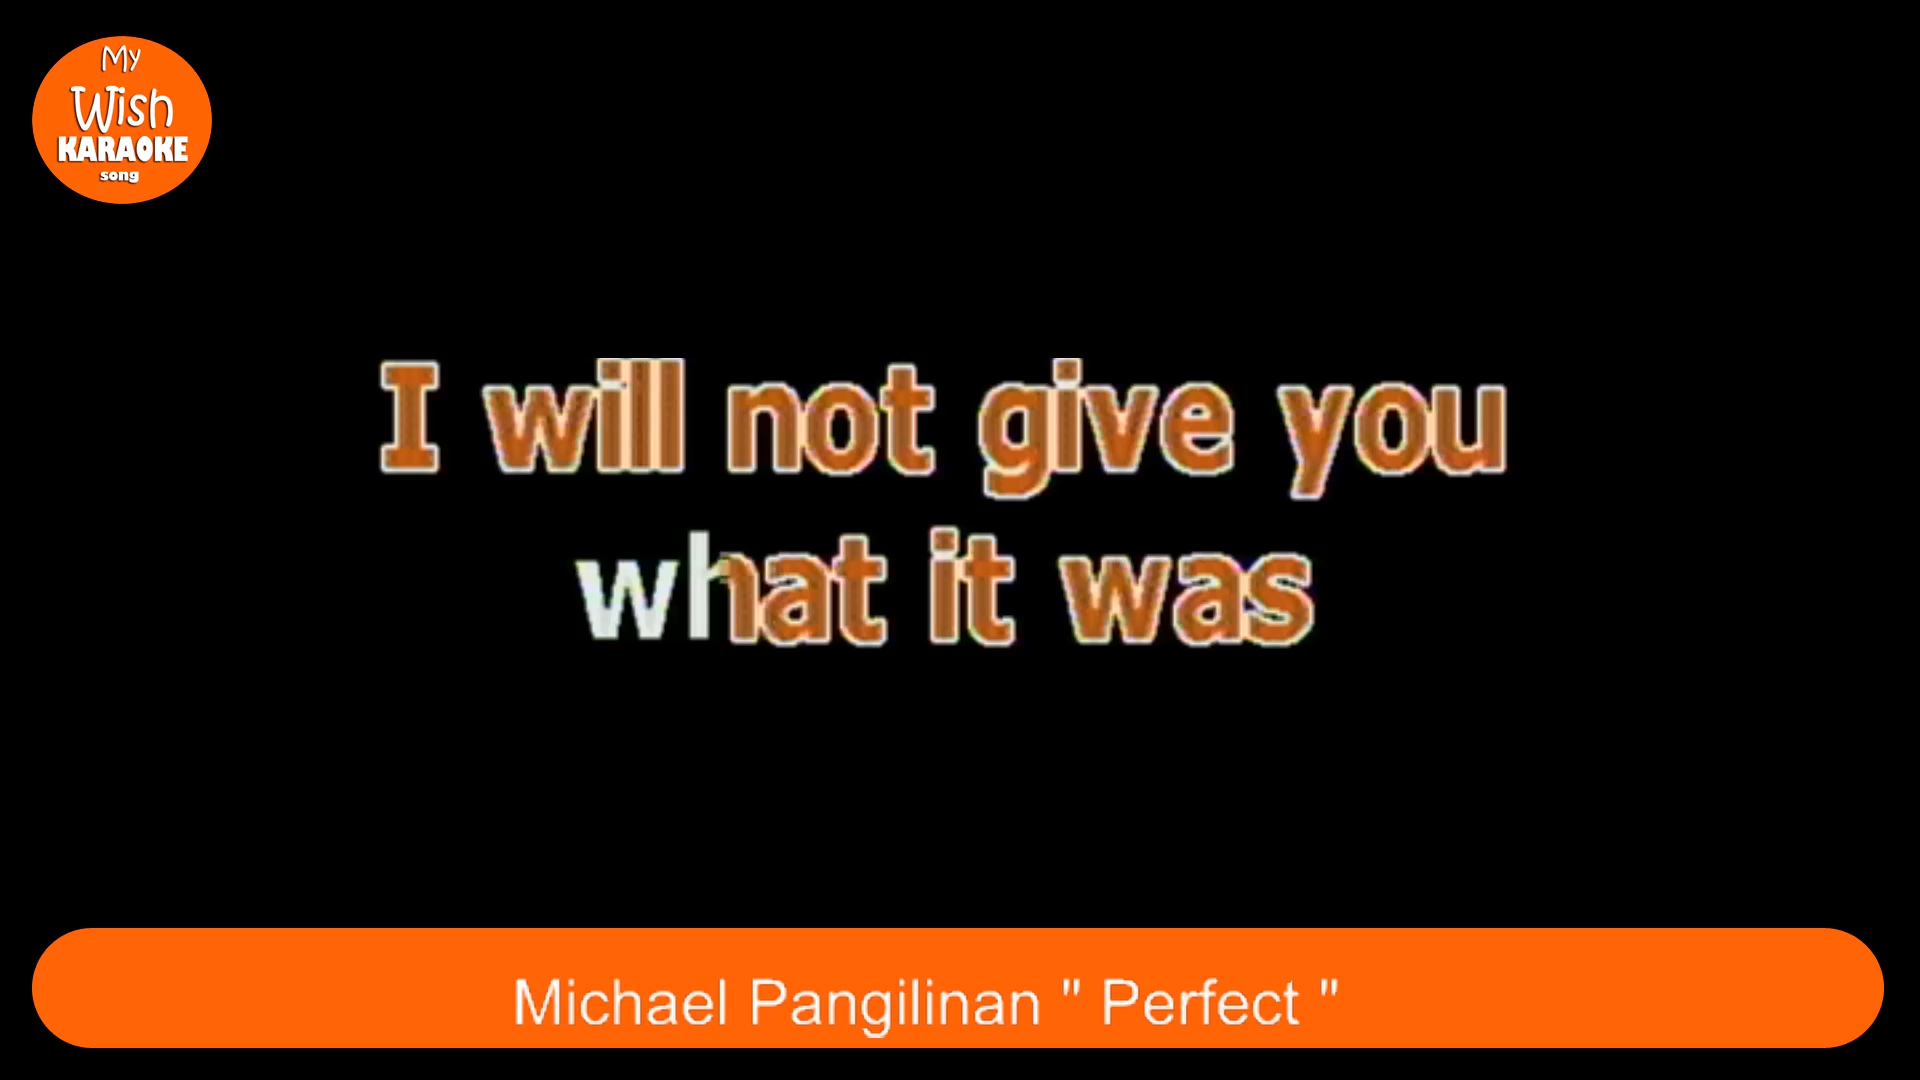 My
Wish
KARAOKE
song
I will not give you
what it was
Michael Pangilinan " Perfect "